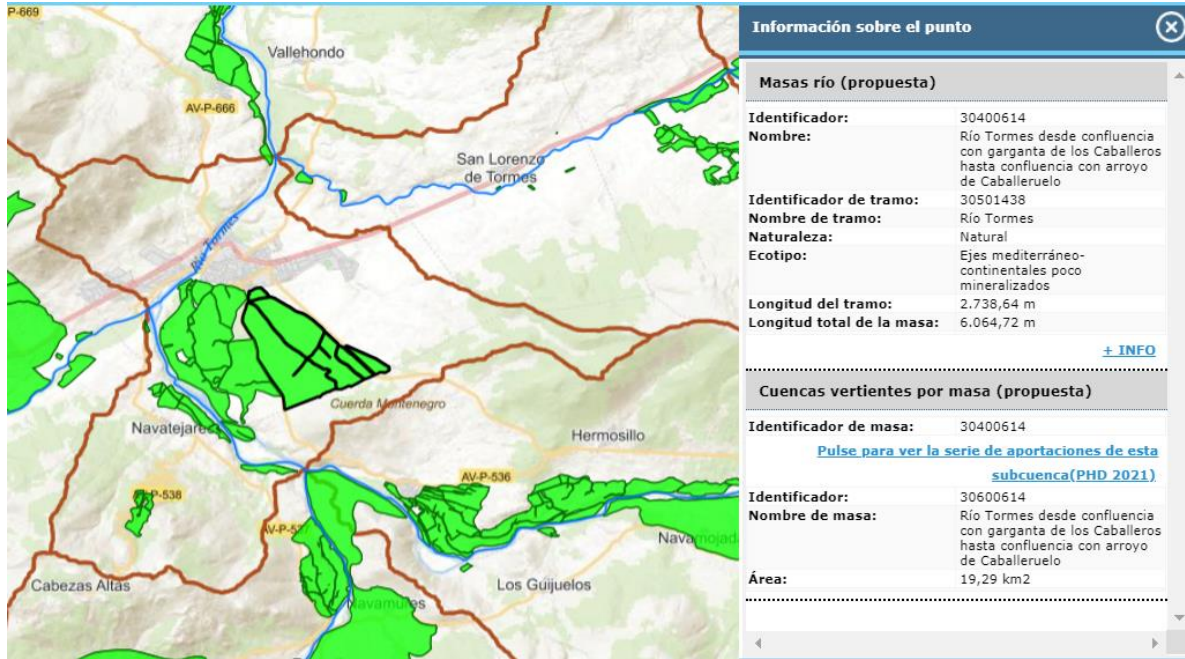 P-669
Vallehondo
AV-P-666
San Lorenzo
de Tormes
Río Tormes
Cuerda Montenegro
Navatejares
Hermosillo
AV-P-536
P-538
AV-P-537
Navamojada
Cabezas Altas
Los Guijuelos
Navamures
Información sobre el punto
Masas río (propuesta)
Identificador: 30400614
Nombre: Río Tormes desde confluencia
con garganta de los Caballeros
hasta confluencia con arroyo
de Caballeruelo
Identificador de tramo: 30501438
Nombre de tramo: Río Tormes
Naturaleza: Natural
Ecotipo: Ejes mediterráneo-
continentales poco
mineralizados
Longitud del tramo: 2.738,64 m
Longitud total de la masa: 6.064,72 m
+ INFO
Cuencas vertientes por masa (propuesta)
Identificador de masa: 30400614
Pulse para ver la serie de aportaciones de esta
subcuenca(PHD 2021)
Identificador: 30600614
Nombre de masa: Río Tormes desde confluencia
con garganta de los Caballeros
hasta confluencia con arroyo
de Caballeruelo
Área: 19,29 km2